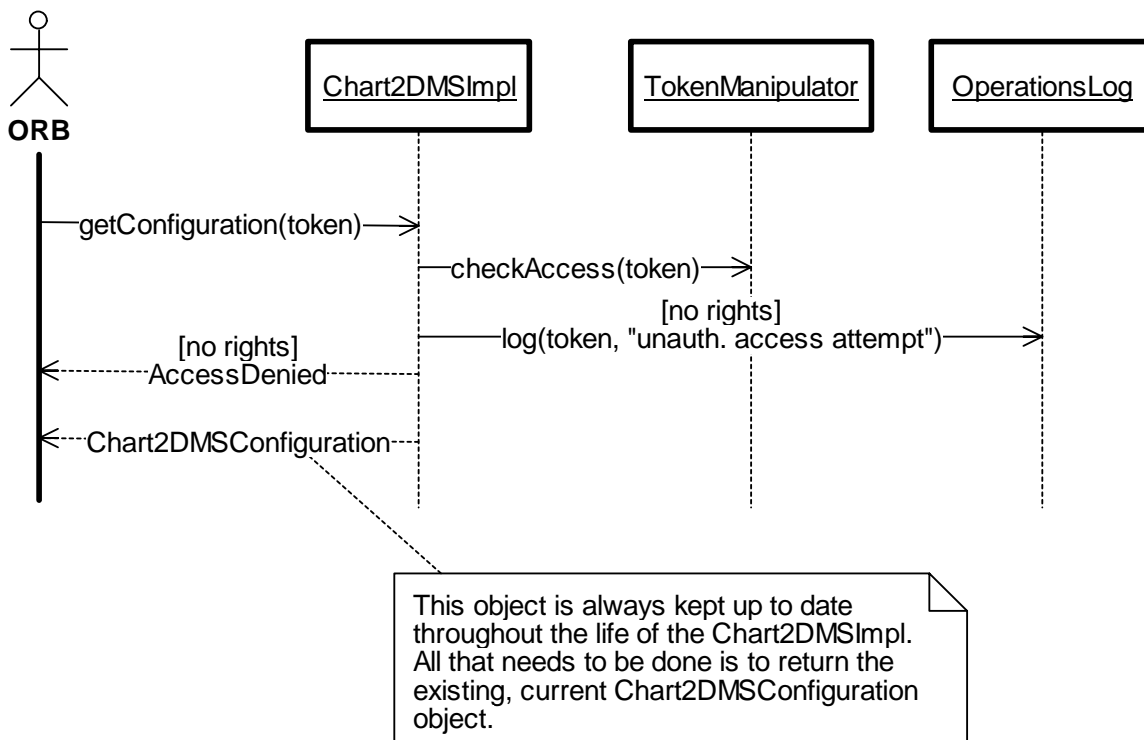 Chart2DMSImpl
TokenManipulator
OperationsLog
ORB
getConfiguration(token)
checkAccess(token)
[no rights]
log(token, "unauth. access attempt")
[no rights]
AccessDenied
Chart2DMSConfiguration
This object is always kept up to date
throughout the life of the Chart2DMSImpl.
All that needs to be done is to return the
existing, current Chart2DMSConfiguration
object.